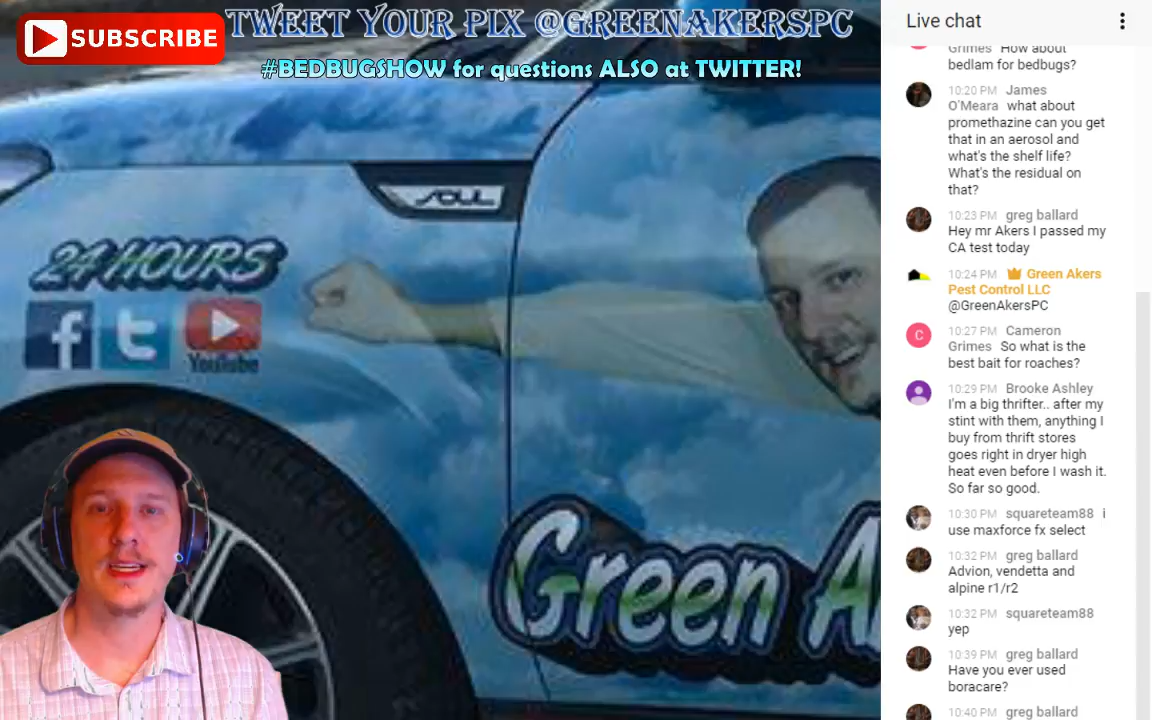 SUBSCRIBE
TWEET YOUR PIX @GREENAKERSPC
#BEDBUGSHOW for questions ALSO at TWITTER!
SOUL
24 HOURS
f t YouTube
Green A
Live chat
Grimes How about
bedlam for bedbugs?
10:20 PM James
O'Meara what about
promethazine can you get
that in an aerosol and
what's the shelf life?
What's the residual on
that?
10:23 PM greg ballard
Hey mr Akers I passed my
CA test today
10:24 PM Green Akers
Pest Control LLC
@GreenAkersPC
C
10:27 PM Cameron
Grimes So what is the
best bait for roaches?
10:29 PM Brooke Ashley
I'm a big thrifter.. after my
stint with them, anything I
buy from thrift stores
goes right in dryer high
heat even before I wash it.
So far so good.
10:30 PM squareteam88 i
use maxforce fx select
10:32 PM greg ballard
Advion, vendetta and
alpine r1/r2
10:32 PM squareteam88
yep
10:39 PM greg ballard
Have you ever used
boracare?
10:40 PM greg ballard